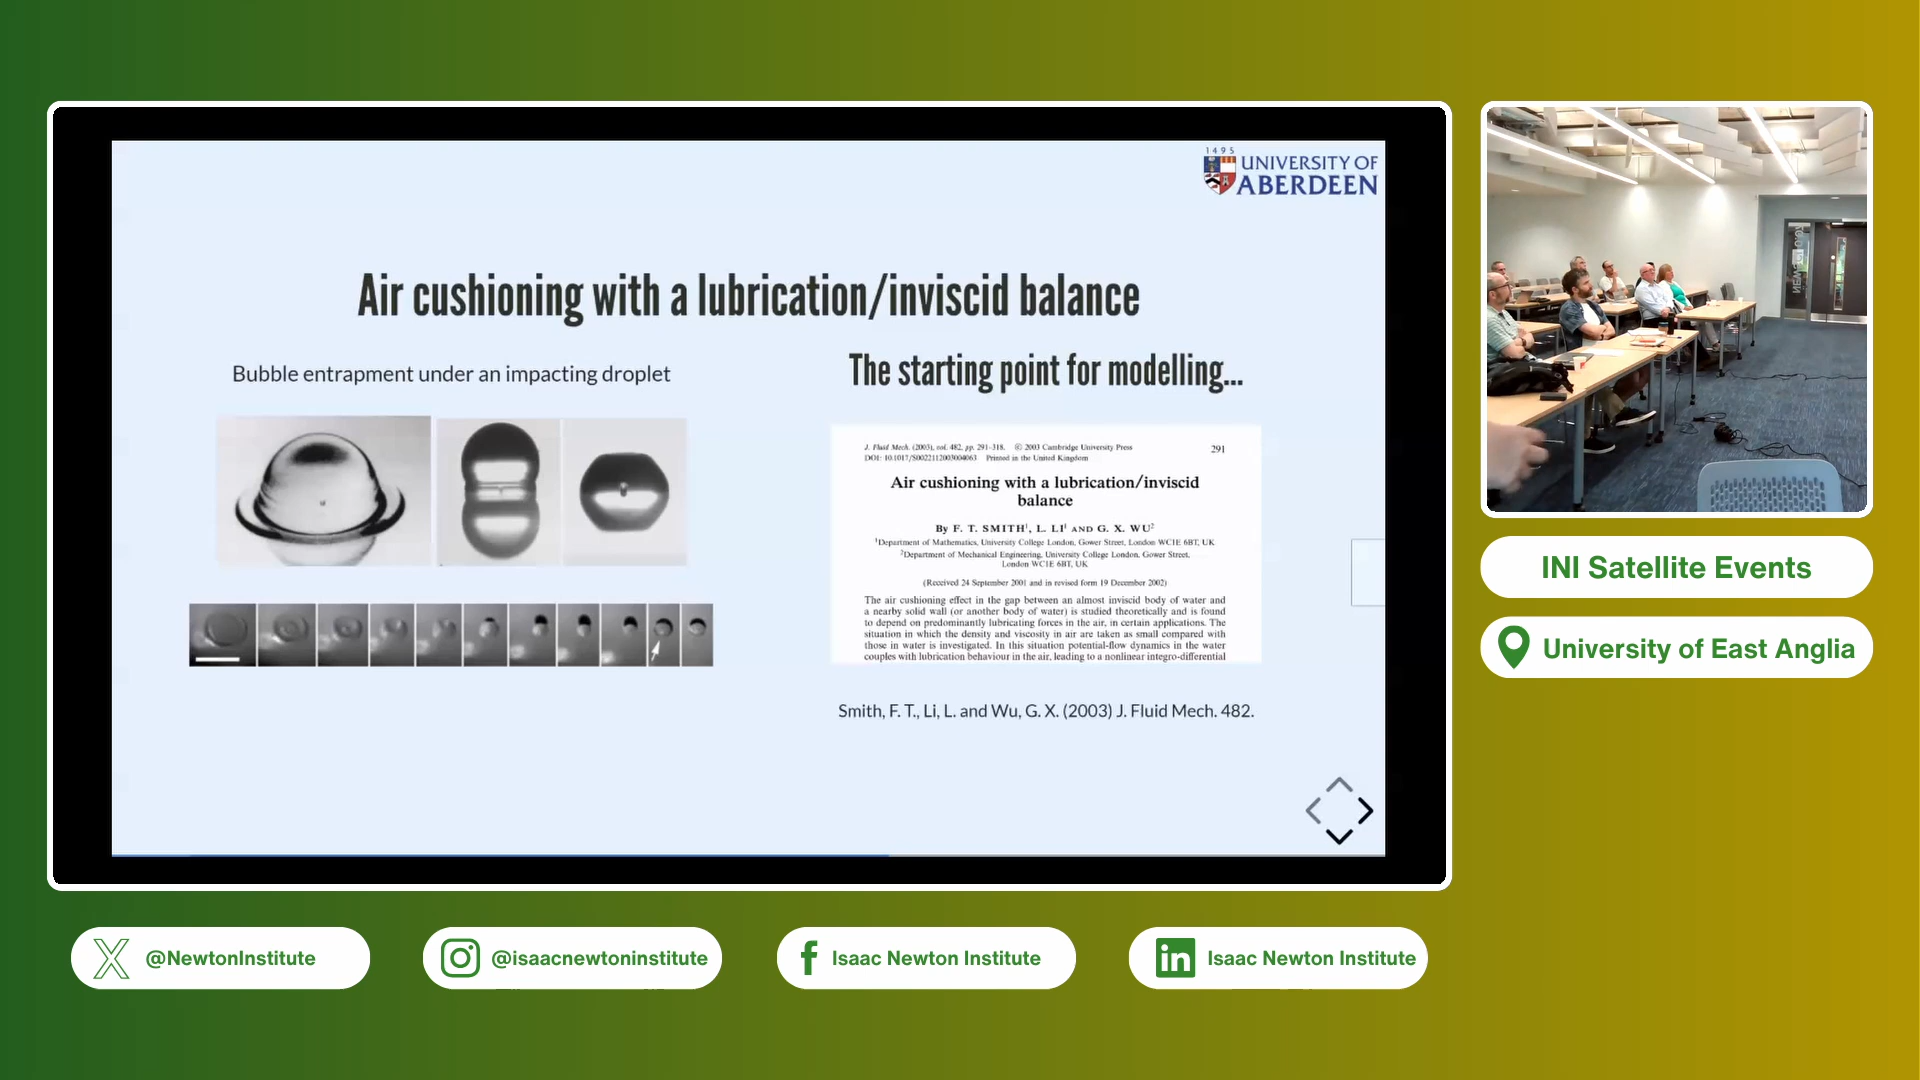 1495
UNIVERSITY OF
ABERDEEN
Air cushioning with a lubrication/inviscid balance
Bubble entrapment under an impacting droplet
The starting point for modelling...
J. Fluid Mech. (2003), vol. 482, pp. 291–318. © 2003 Cambridge University Press
291
DOI: 10.1017/S0022112003004063 Printed in the United Kingdom
Air cushioning with a lubrication/inviscid
balance
By F. T. SMITH¹, L. LI¹ AND G. X. WU²
¹Department of Mathematics, University College London, Gower Street, London WC1E 6BT, UK
²Department of Mechanical Engineering, University College London, Gower Street,
London WC1E 6BT, UK
(Received 24 September 2001 and in revised form 19 December 2002)
The air cushioning effect in the gap between an almost inviscid body of water and
a nearby solid wall (or another body of water) is studied theoretically and is found
to depend on predominantly lubricating forces in the air, in certain applications. The
situation in which the density and viscosity in air are taken as small compared with
those in water is investigated. In this situation potential-flow dynamics in the water
couples with lubrication behaviour in the air, leading to a nonlinear integro-differential
Smith, F. T., Li, L. and Wu, G. X. (2003) J. Fluid Mech. 482.
INI Satellite Events
University of East Anglia
@NewtonInstitute
@isaacnewtoninstitute
Isaac Newton Institute
Isaac Newton Institute